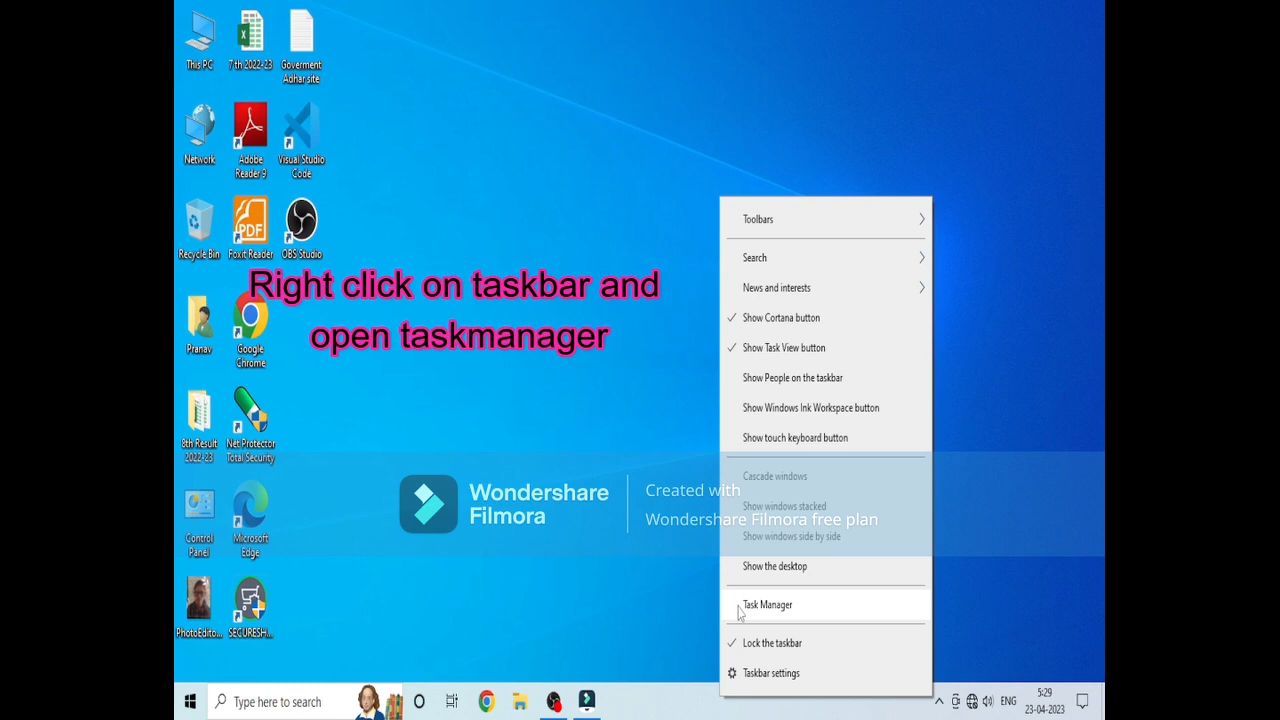 This PC
7 th 2022-23
Goverment
Adhar site
Network
Adobe
Reader 9
Visual Studio
Code
Recycle Bin
Foxit Reader
OBS Studio
Right click on taskbar and
open taskmanager
Pranav
Google
Chrome
8th Result
2022-23
Net Protector
Total Security
Control
Panel
Microsoft
Edge
PhotoEdito...
SECURESH...
Toolbars
Search
News and interests
Show Cortana button
Show Task View button
Show People on the taskbar
Show Windows Ink Workspace button
Show touch keyboard button
Cascade windows
Show windows stacked
Show windows side by side
Show the desktop
Task Manager
Lock the taskbar
Taskbar settings
Wondershare
Filmora
Created with
Wondershare Filmora free plan
Type here to search
ENG
5:29
23-04-2023